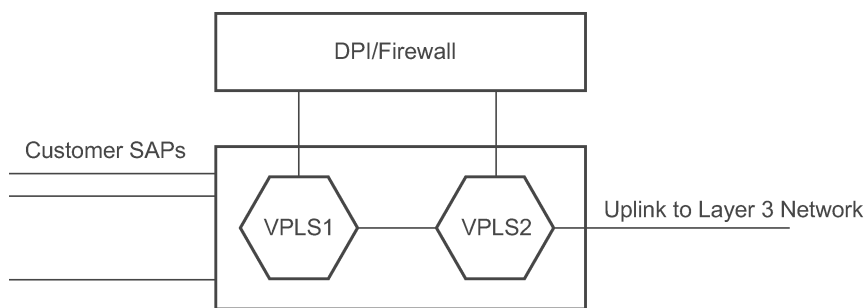 DPI/Firewall
Customer SAPs
VPLS1
VPLS2
Uplink to Layer 3 Network